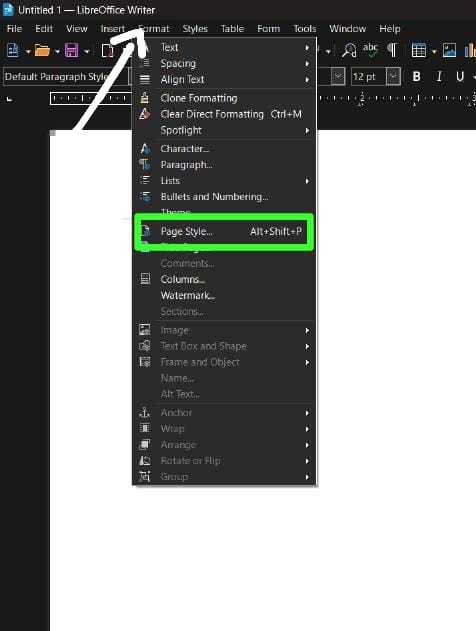 Untitled 1 — LibreOffice Writer
File Edit View Insert Format Styles Table Form Tools Window Help
Default Paragraph Style 12 pt B I U
Text
Spacing
Align Text
Clone Formatting
Clear Direct Formatting Ctrl+M
Spotlight
Character...
Paragraph...
Lists
Bullets and Numbering...
Theme...
Page Style... Alt+Shift+P
Title Page...
Comments...
Columns...
Watermark...
Sections...
Image
Text Box and Shape
Frame and Object
Name...
Alt Text...
Anchor
Wrap
Arrange
Rotate or Flip
Group